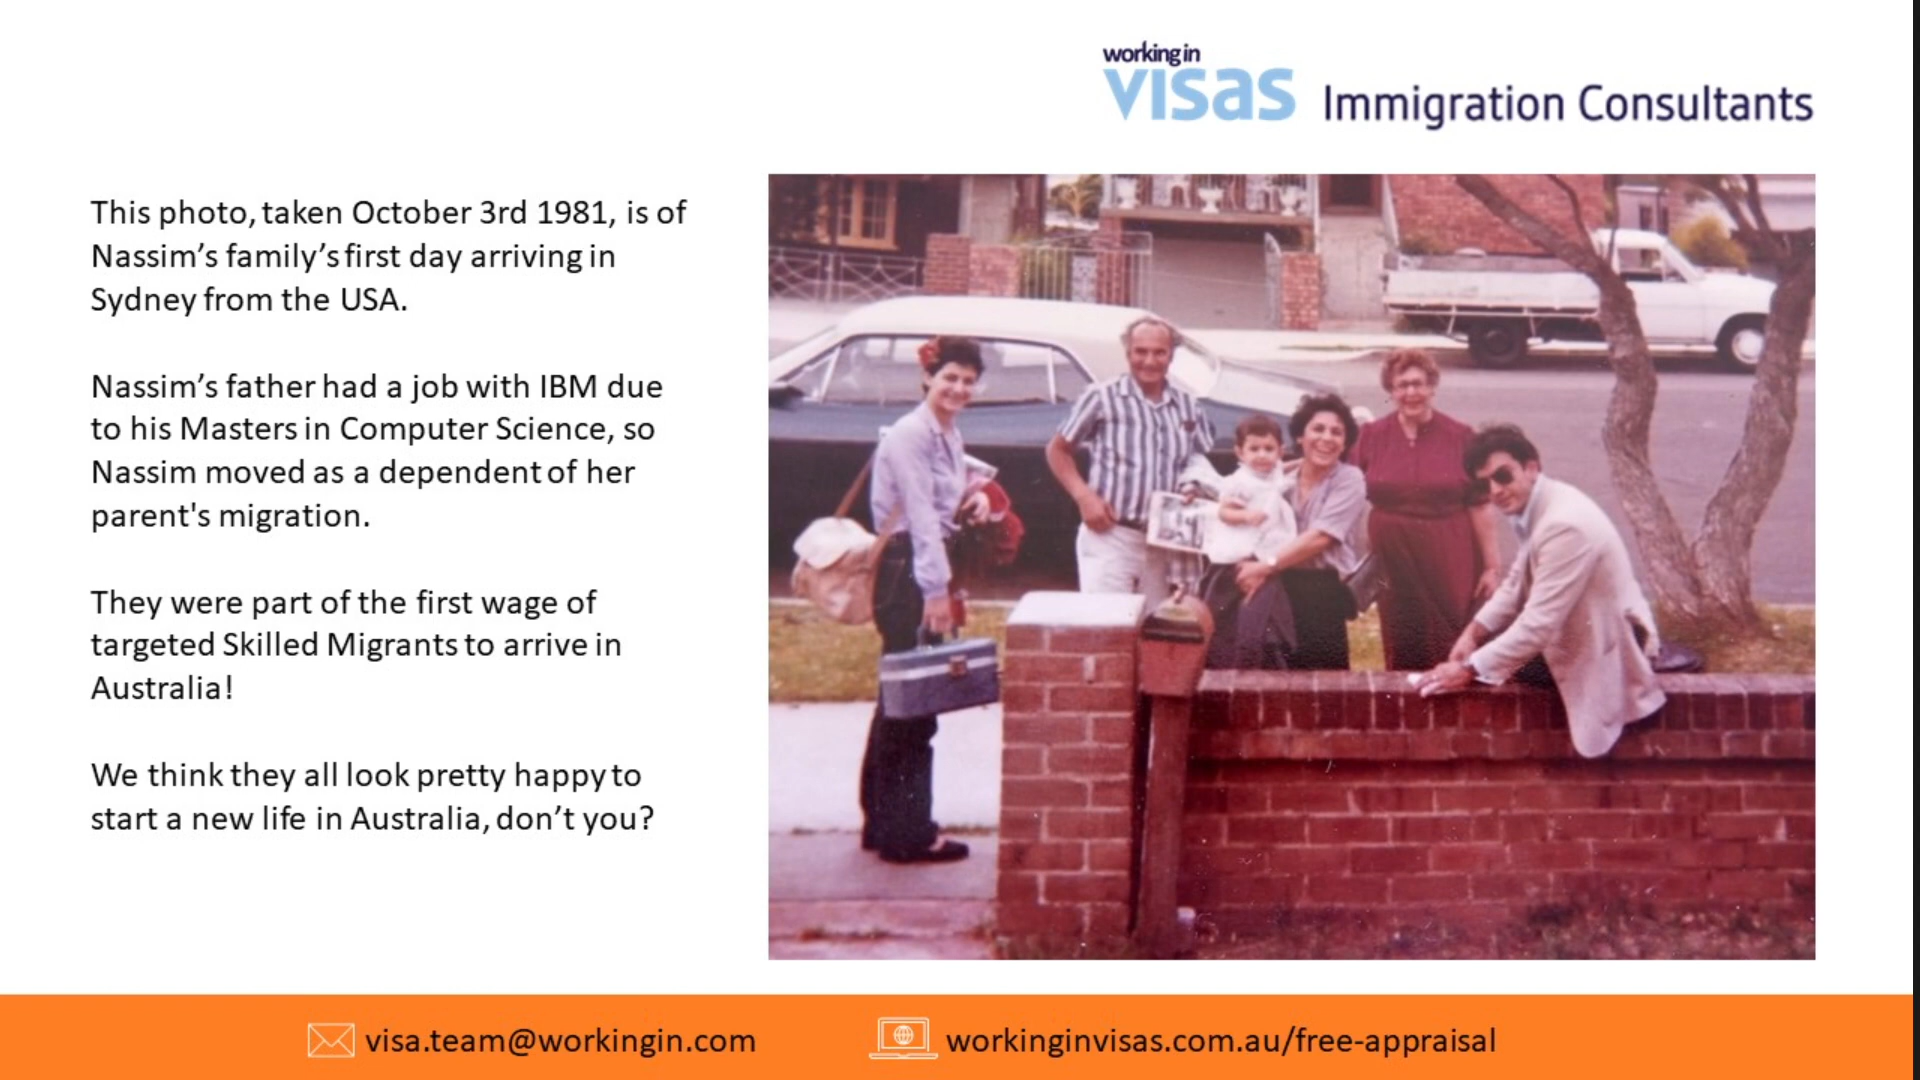 working in
visas Immigration Consultants
This photo, taken October 3rd 1981, is of
Nassim’s family’s first day arriving in
Sydney from the USA.
Nassim’s father had a job with IBM due
to his Masters in Computer Science, so
Nassim moved as a dependent of her
parent's migration.
They were part of the first wage of
targeted Skilled Migrants to arrive in
Australia!
We think they all look pretty happy to
start a new life in Australia, don’t you?
visa.team@workingin.com
workinginvisas.com.au/free-appraisal